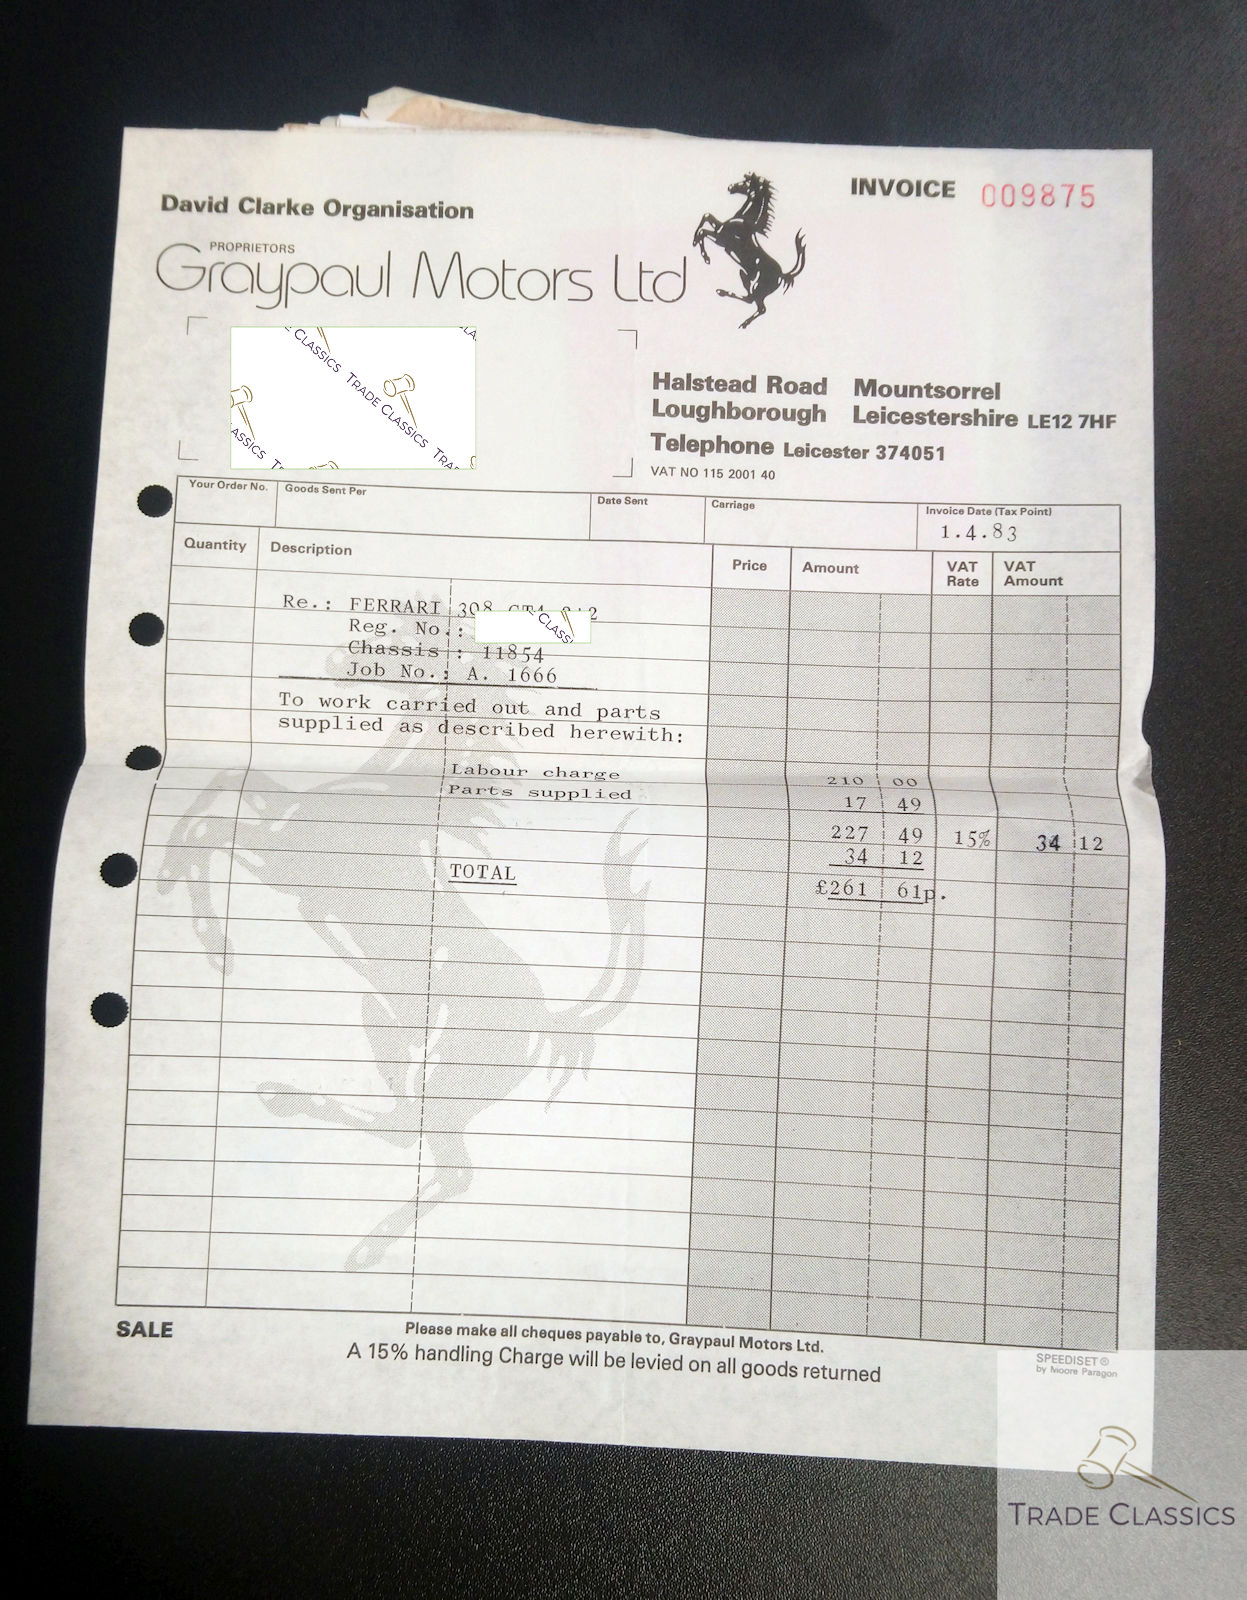 David Clarke Organisation
INVOICE 009875
PROPRIETORS
Graypaul Motors Ltd
CLASSICS TRADE CLASSICS
CLASSICS
Halstead Road Mountsorrel
Loughborough Leicestershire LE12 7HF
Telephone Leicester 374051
VAT NO 115 2001 40
Your Order No. Goods Sent Per Date Sent Carriage Invoice Date (Tax Point)
1.4.83
Quantity Description Price Amount VAT Rate VAT Amount
Re.: FERRARI 308
Reg. No.:
Chassis : 11854
Job No.: A. 1666
To work carried out and parts
supplied as described herewith:
Labour charge 210 00
Parts supplied 17 49
227 49 15% 34 12
34 12
TOTAL £261 61p.
SALE
Please make all cheques payable to, Graypaul Motors Ltd.
A 15% handling Charge will be levied on all goods returned
SPEEDISET®
by Moore Paragon
TRADE CLASSICS